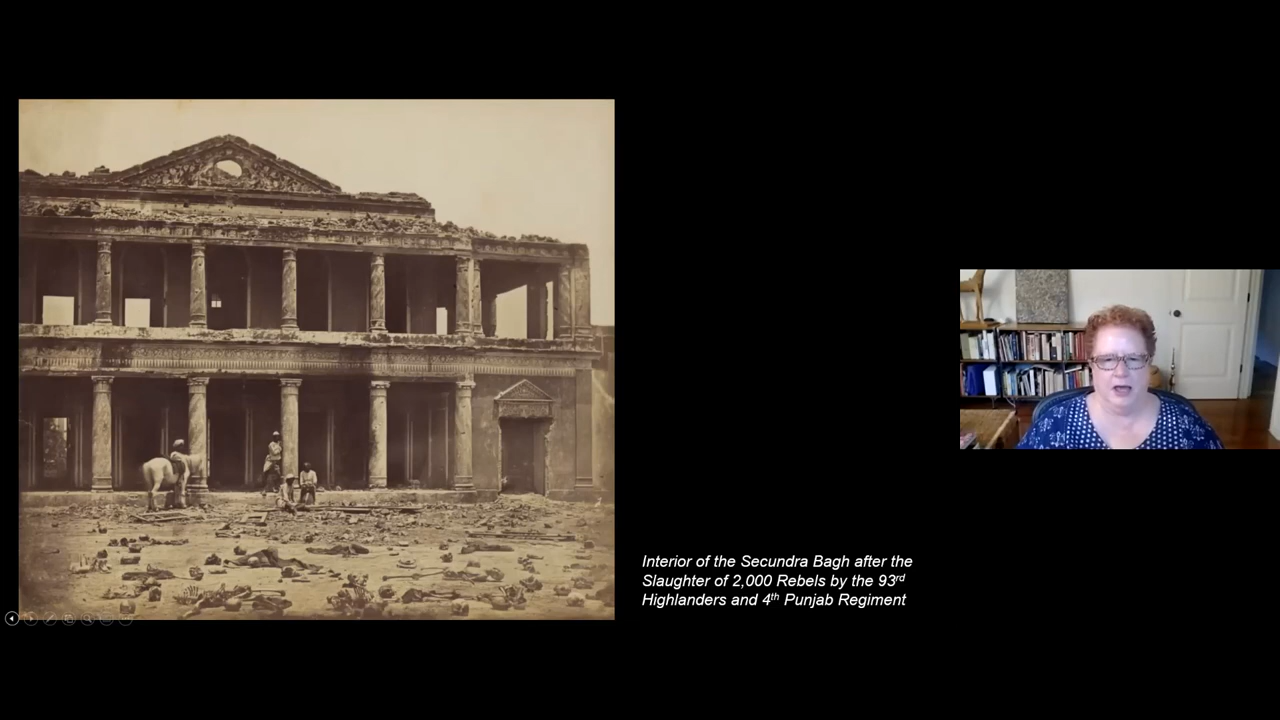 Interior of the Secundra Bagh after the
Slaughter of 2,000 Rebels by the 93rd
Highlanders and 4th Punjab Regiment